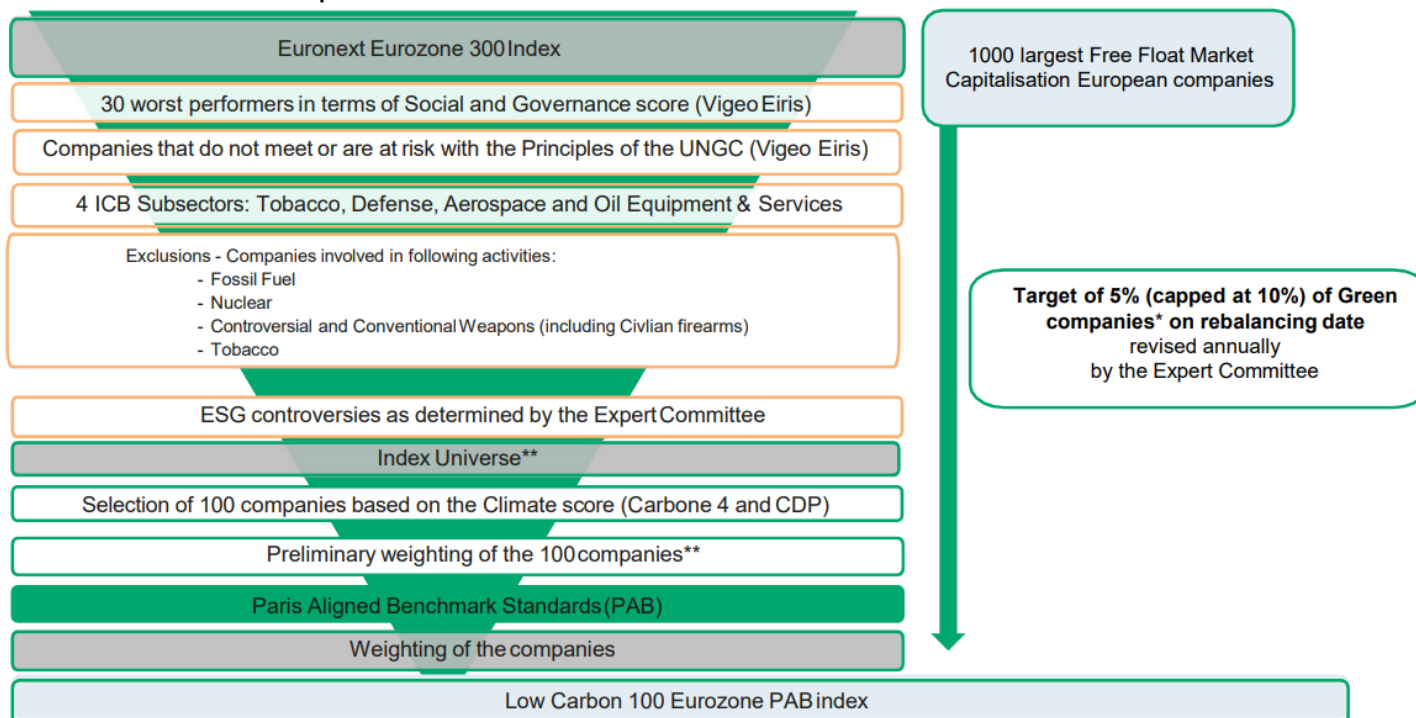 Euronext Eurozone 300 Index
30 worst performers in terms of Social and Governance score (Vigeo Eiris)
Companies that do not meet or are at risk with the Principles of the UNGC (Vigeo Eiris)
4 ICB Subsectors: Tobacco, Defense, Aerospace and Oil Equipment & Services
Exclusions - Companies involved in following activities:
- Fossil Fuel
- Nuclear
- Controversial and Conventional Weapons (including Civlian firearms)
- Tobacco
ESG controversies as determined by the Expert Committee
Index Universe**
Selection of 100 companies based on the Climate score (Carbone 4 and CDP)
Preliminary weighting of the 100 companies**
Paris Aligned Benchmark Standards (PAB)
Weighting of the companies
Low Carbon 100 Eurozone PAB index
1000 largest Free Float Market
Capitalisation European companies
Target of 5% (capped at 10%) of Green
companies* on rebalancing date
revised annually
by the Expert Committee